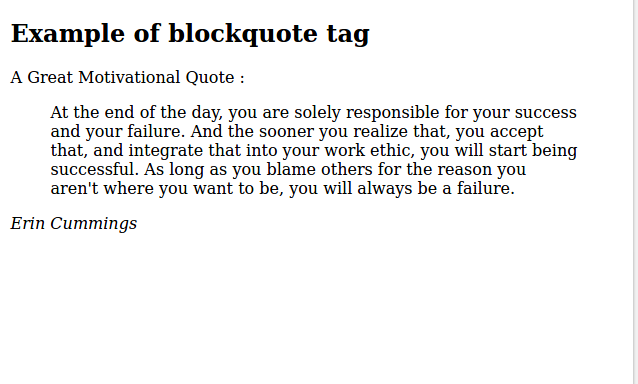 Example of blockquote tag
A Great Motivational Quote :
At the end of the day, you are solely responsible for your success
and your failure. And the sooner you realize that, you accept
that, and integrate that into your work ethic, you will start being
successful. As long as you blame others for the reason you
aren't where you want to be, you will always be a failure.
Erin Cummings